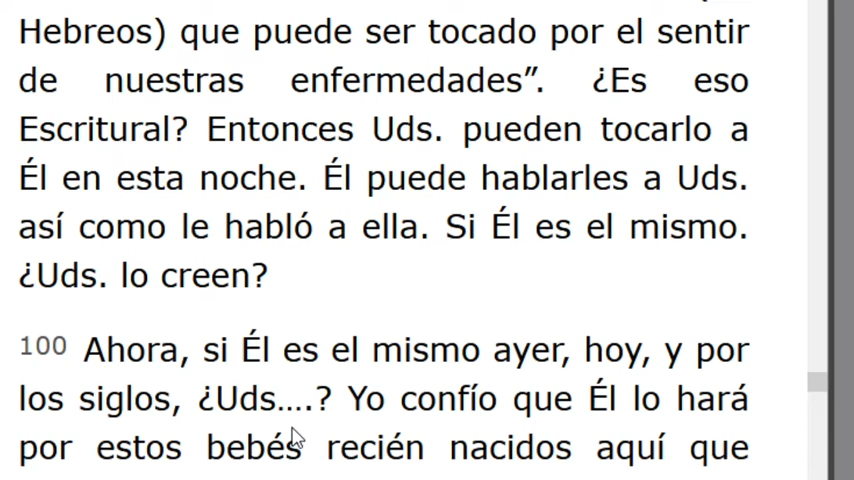 Hebreos) que puede ser tocado por el sentir
de nuestras enfermedades”. ¿Es eso
Escritural? Entonces Uds. pueden tocarlo a
Él en esta noche. Él puede hablarles a Uds.
así como le habló a ella. Si Él es el mismo.
¿Uds. lo creen?
100 Ahora, si Él es el mismo ayer, hoy, y por
los siglos, ¿Uds....? Yo confío que Él lo hará
por estos bebés recién nacidos aquí que